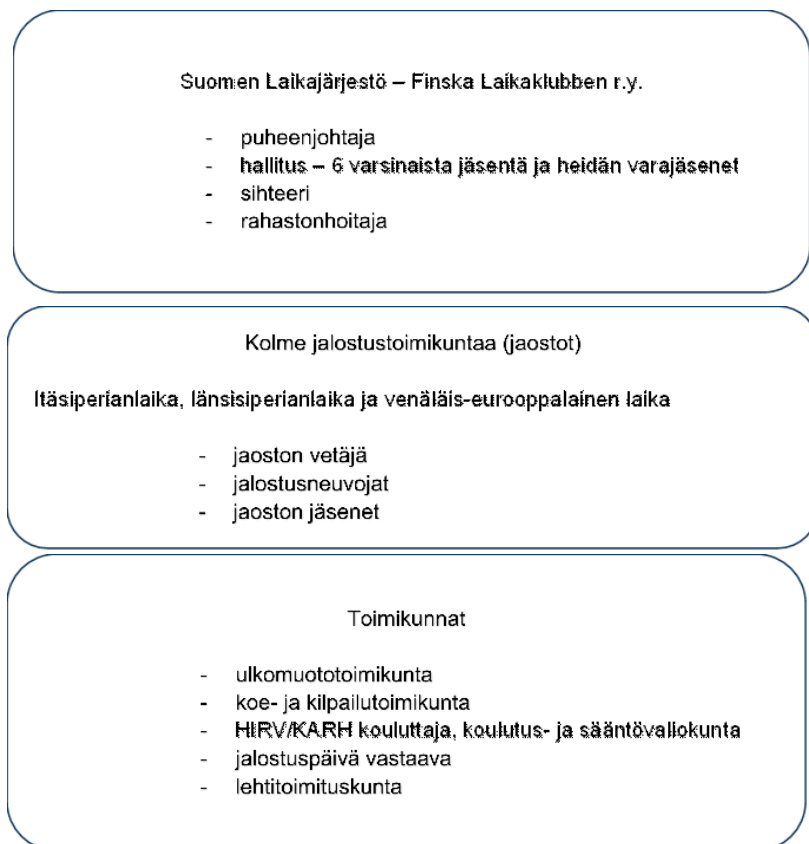 Suomen Laikajärjestö – Finska Laikaklubben r.y.
- puheenjohtaja
- hallitus – 6 varsinaista jäsentä ja heidän varajäsenet
- sihteeri
- rahastonhoitaja
Kolme jalostustoimikuntaa (jaostot)
Itäsiperianlaika, länsisiperianlaika ja venäläis-eurooppalainen laika
- jaoston vetäjä
- jalostusneuvojat
- jaoston jäsenet
Toimikunnat
- ulkomuototoimikunta
- koe- ja kilpailutoimikunta
- HIRV/KARH kouluttaja, koulutus- ja sääntövaliokunta
- jalostuspäivä vastaava
- lehtitoimituskunta